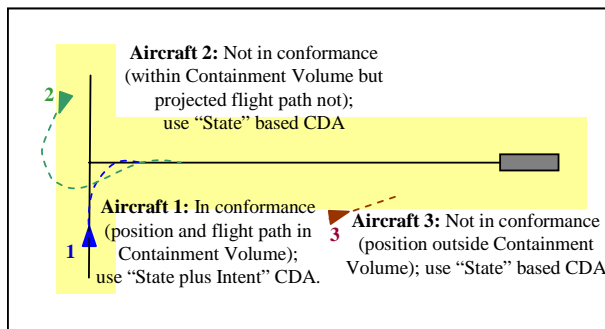 Aircraft 2: Not in conformance
(within Containment Volume but
projected flight path not);
use “State” based CDA
2
Aircraft 1: In conformance
(position and flight path in
Containment Volume);
use “State plus Intent” CDA.
1
3
Aircraft 3: Not in conformance
(position outside Containment
Volume); use “State” based CDA